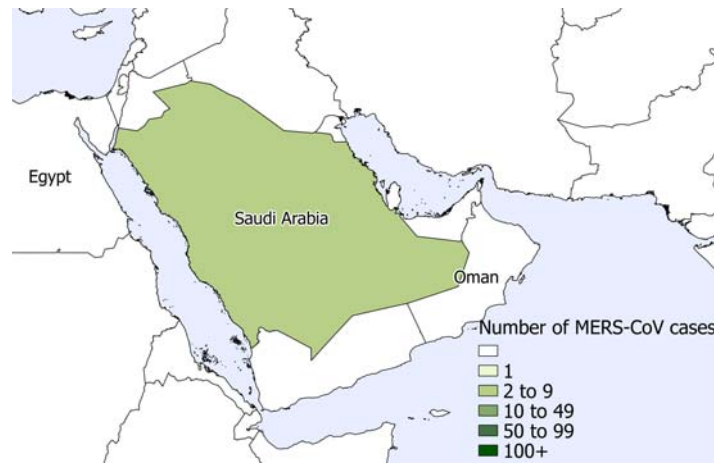 Egypt
Saudi Arabia
Oman
Number of MERS-CoV cases
1
2 to 9
10 to 49
50 to 99
100+